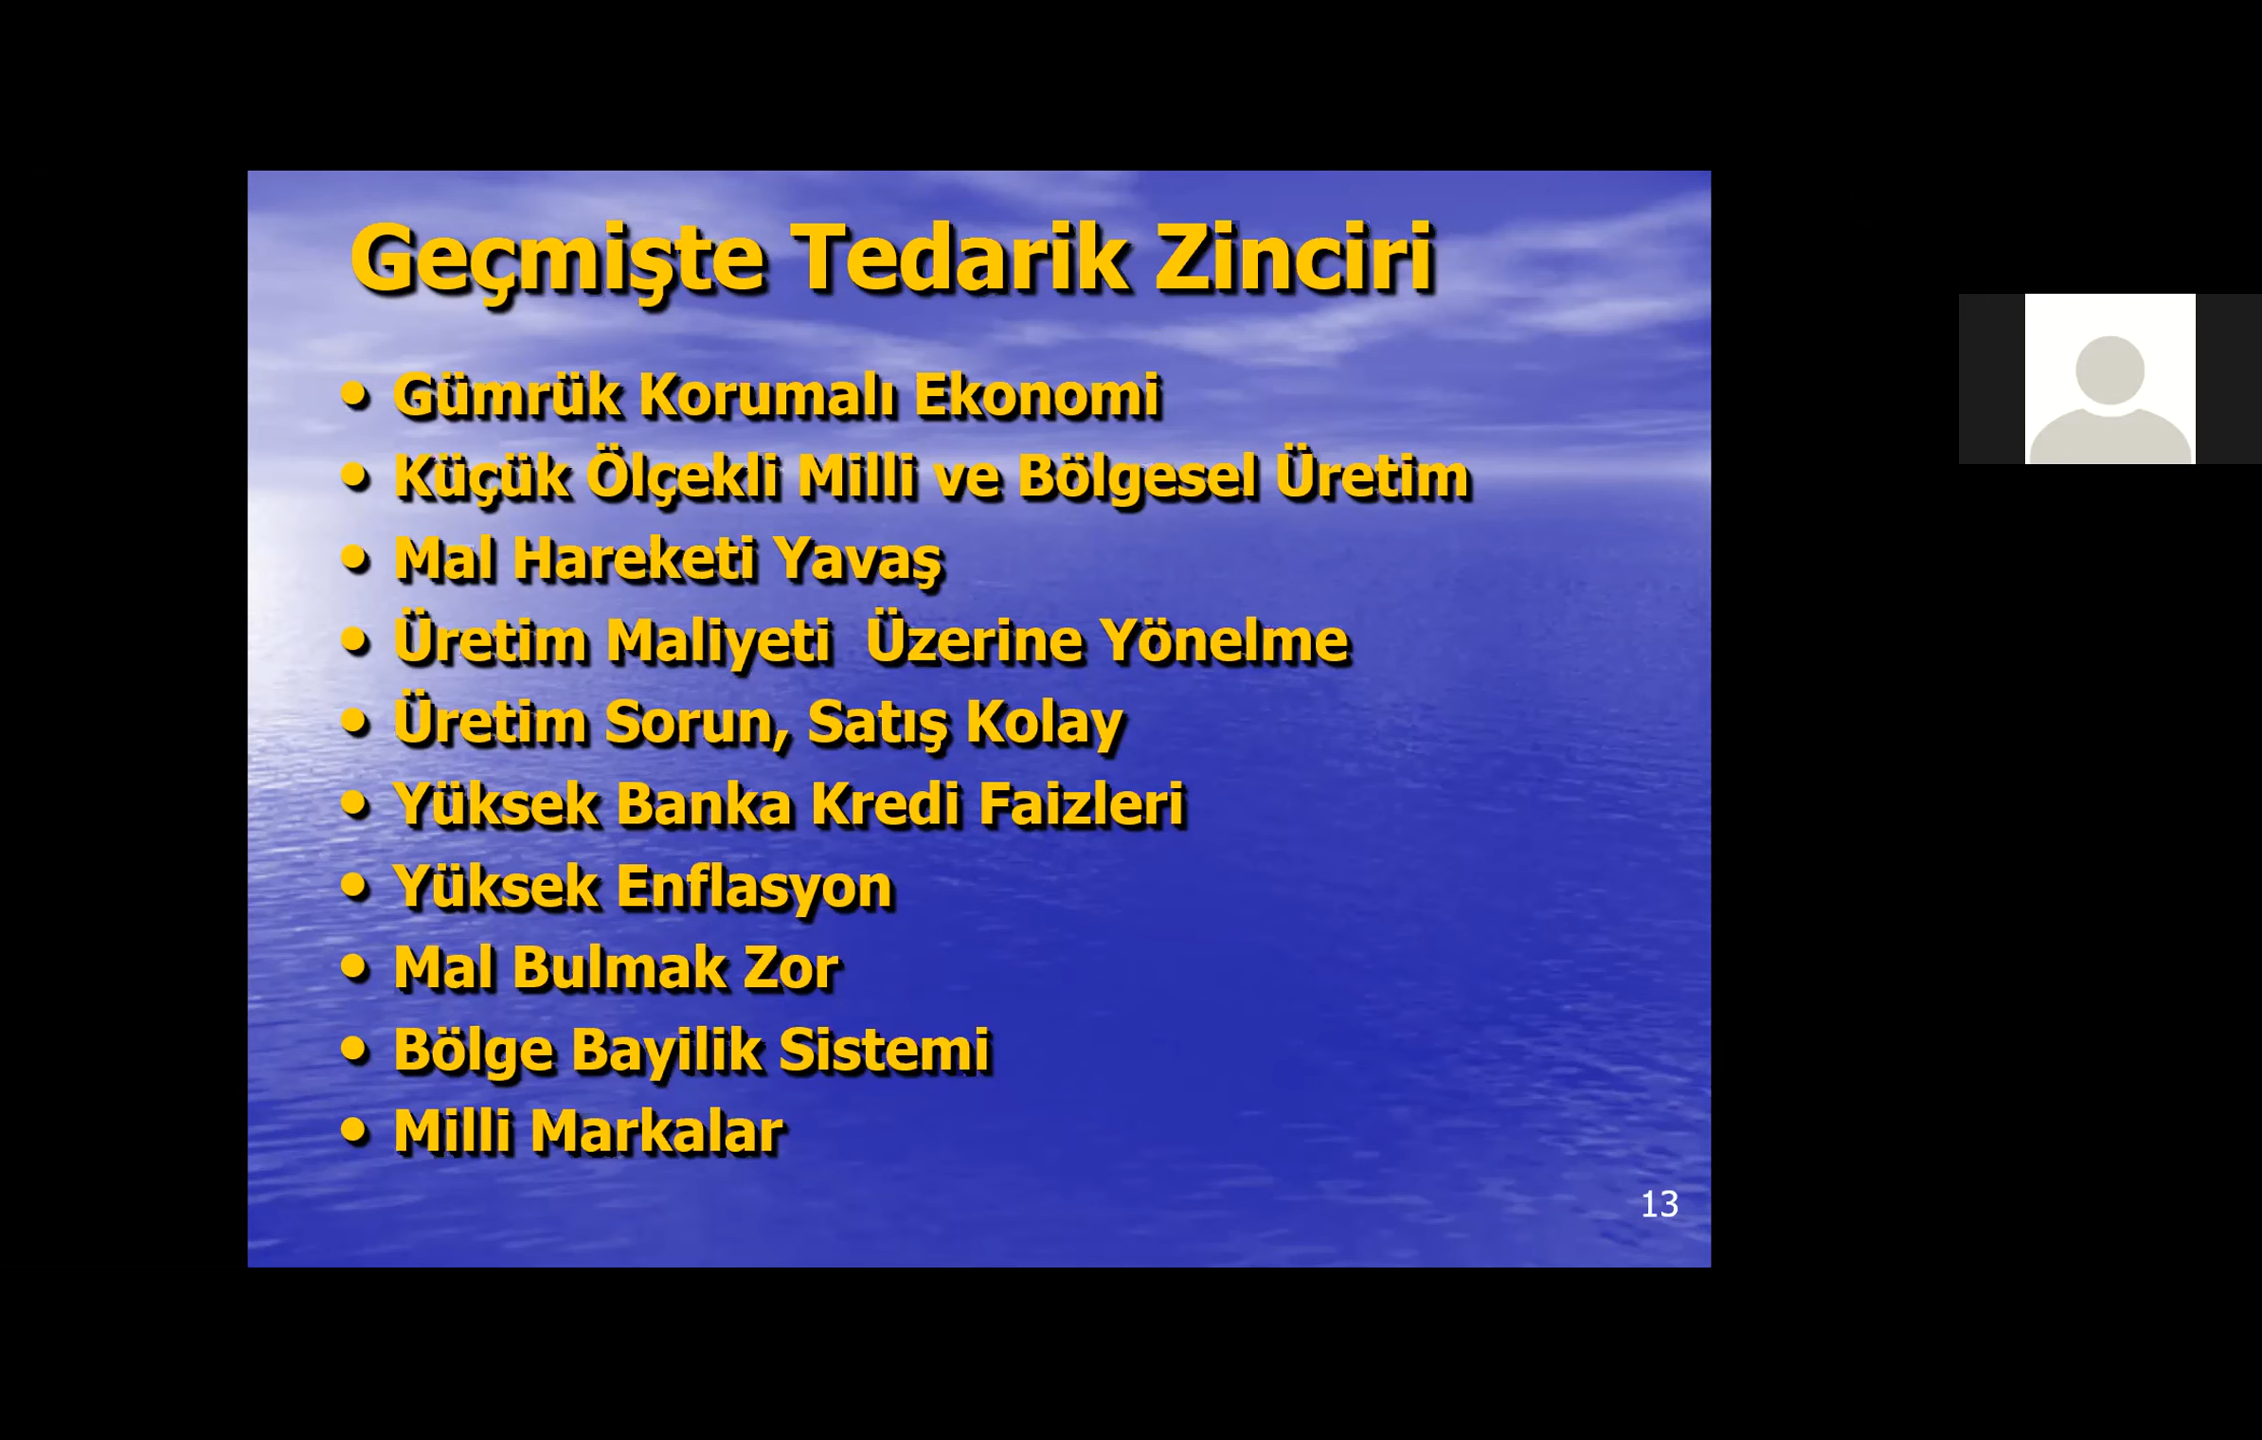 Geçmişte Tedarik Zinciri
• Gümrük Korumalı Ekonomi
• Küçük Ölçekli Milli ve Bölgesel Üretim
• Mal Hareketi Yavaş
• Üretim Maliyeti  Üzerine Yönelme
• Üretim Sorun, Satış Kolay
• Yüksek Banka Kredi Faizleri
• Yüksek Enflasyon
• Mal Bulmak Zor
• Bölge Bayilik Sistemi
• Milli Markalar
13